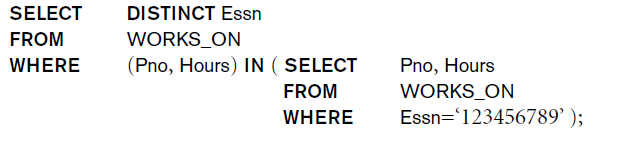 SELECT DISTINCT Essn
FROM WORKS_ON
WHERE (Pno, Hours) IN ( SELECT Pno, Hours
FROM WORKS_ON
WHERE Essn=‘123456789’ );